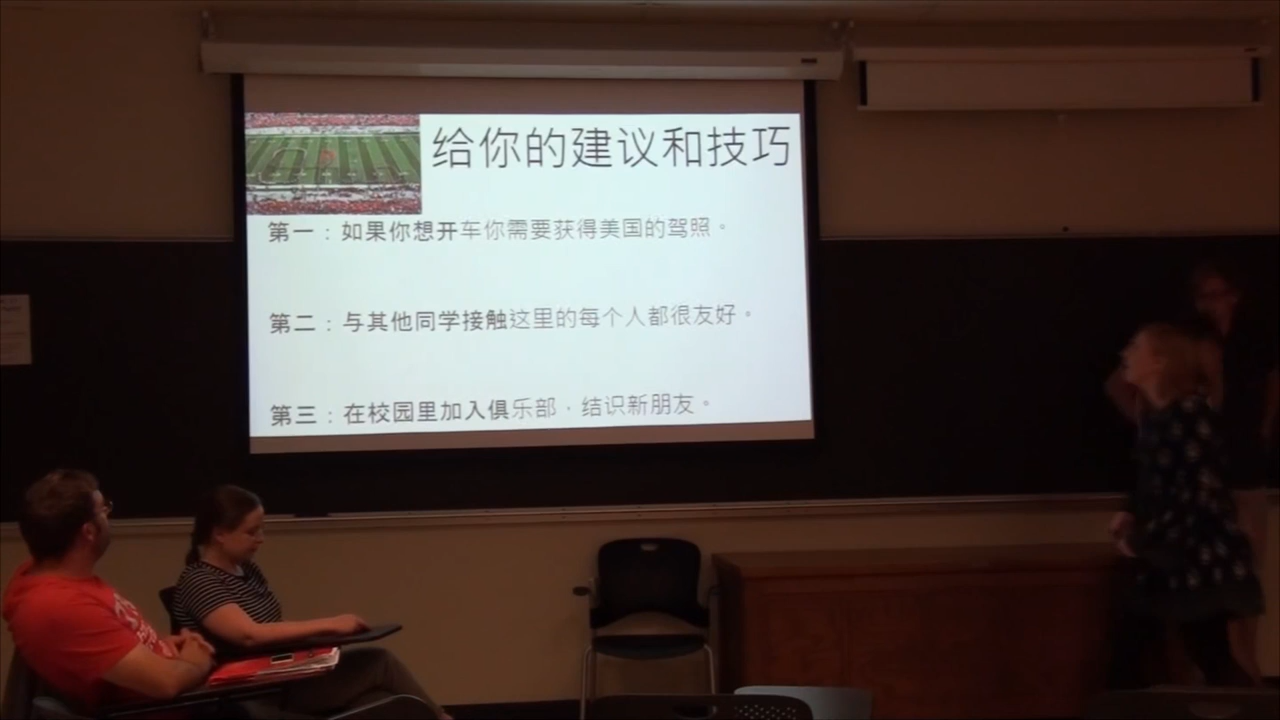 给你的建议和技巧
第一：如果你想开车你需要获得美国的驾照。
第二：与其他同学接触这里的每个人都很友好。
第三：在校园里加入俱乐部，结识新朋友。